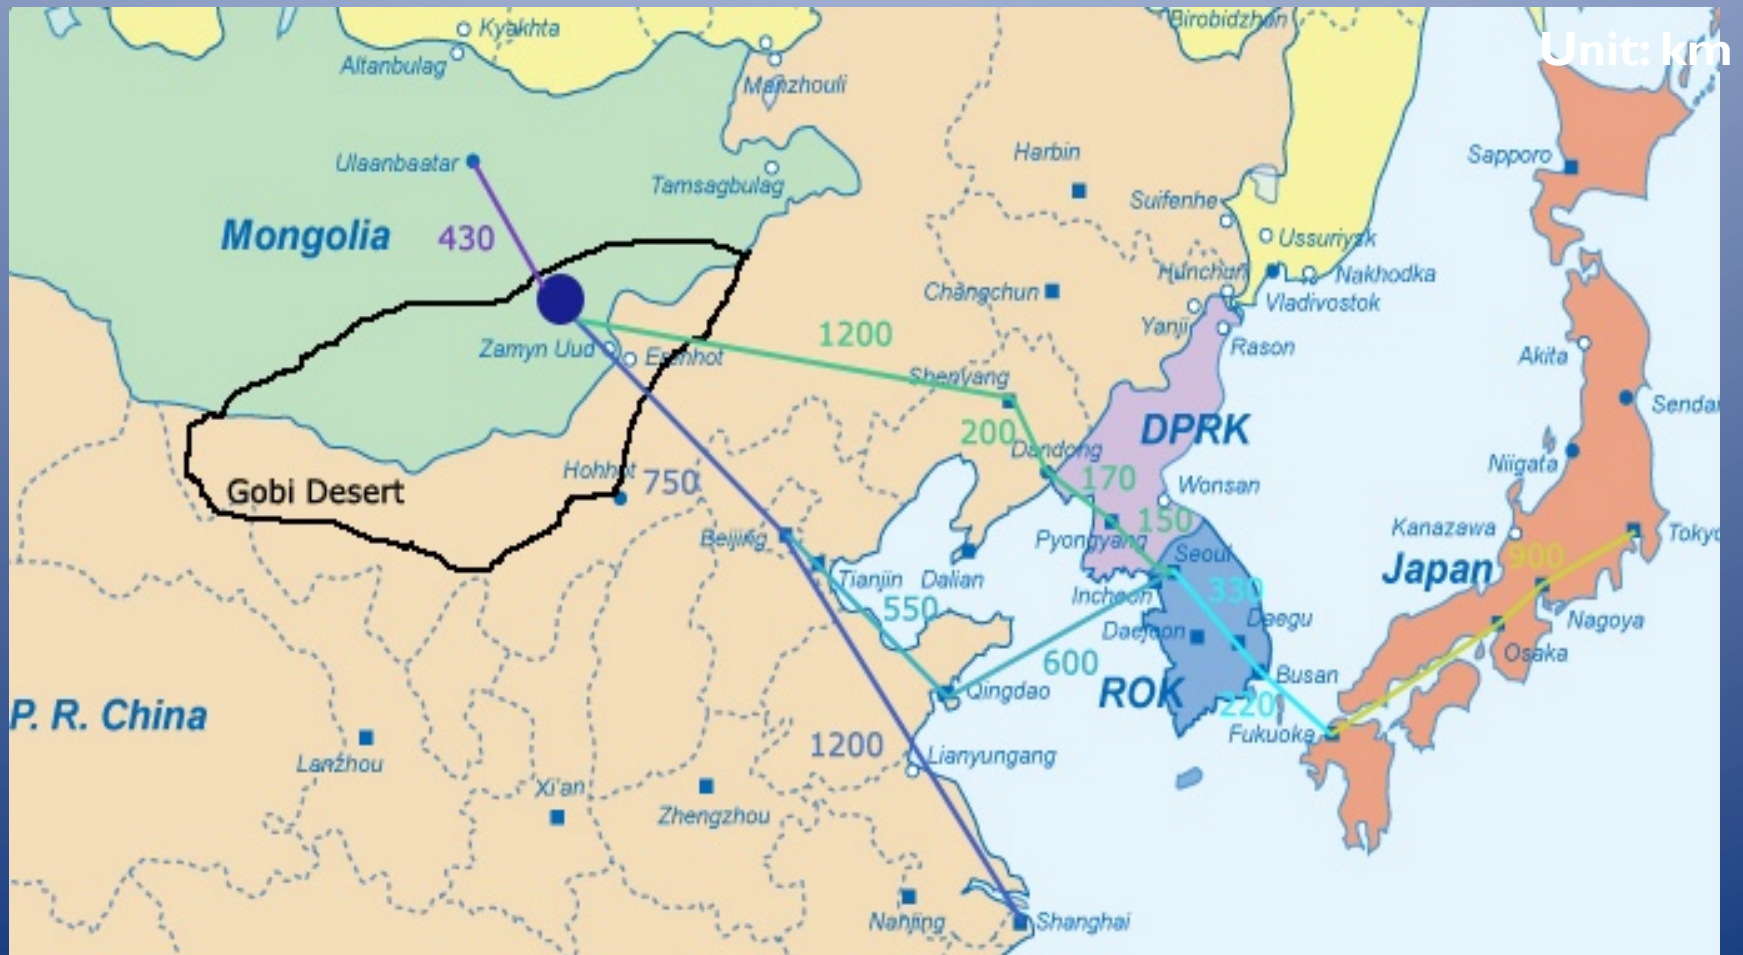 Birobidzhan
Kyakhta
Unit: km
Altanbulag
Manzhouli
Harbin
Sapporo
Ulaanbaatar
Tamsagbulag
Suifenhe
Mongolia
430
Ussuriysk
Hunchun
Nakhodka
Changchun
Vladivostok
1200
Yanji
Rason
Zamyn Uud
Erenhot
Akita
Shenyang
Sendai
200
DPRK
Dandong
Niigata
Hohhot
750
170
Wonsan
Gobi Desert
150
Kanazawa
Tokyo
Beijing
Pyongyang
Seoul
900
Japan
Tianjin
Dalian
Incheon
330
550
Daegu
Nagoya
Daejeon
Osaka
600
Qingdao
ROK
Busan
220
P. R. China
Fukuoka
1200
Lianyungang
Lanzhou
Xi'an
Zhengzhou
Nanjing
Shanghai